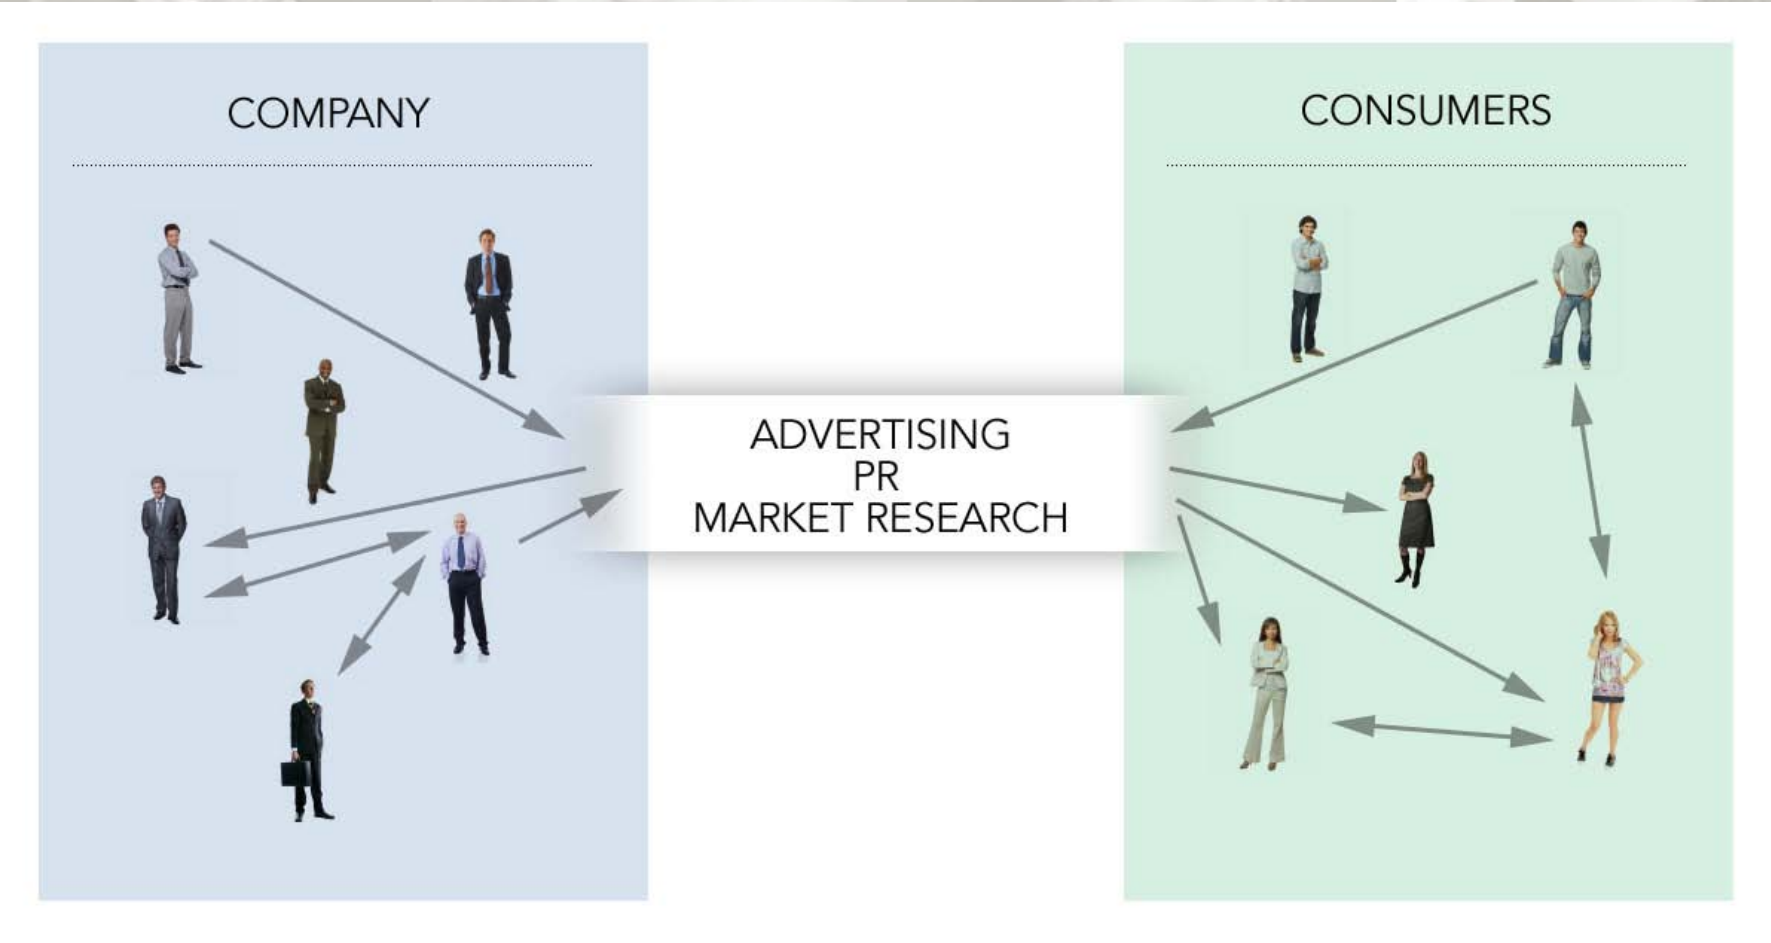 COMPANY
CONSUMERS
ADVERTISING
PR
MARKET RESEARCH